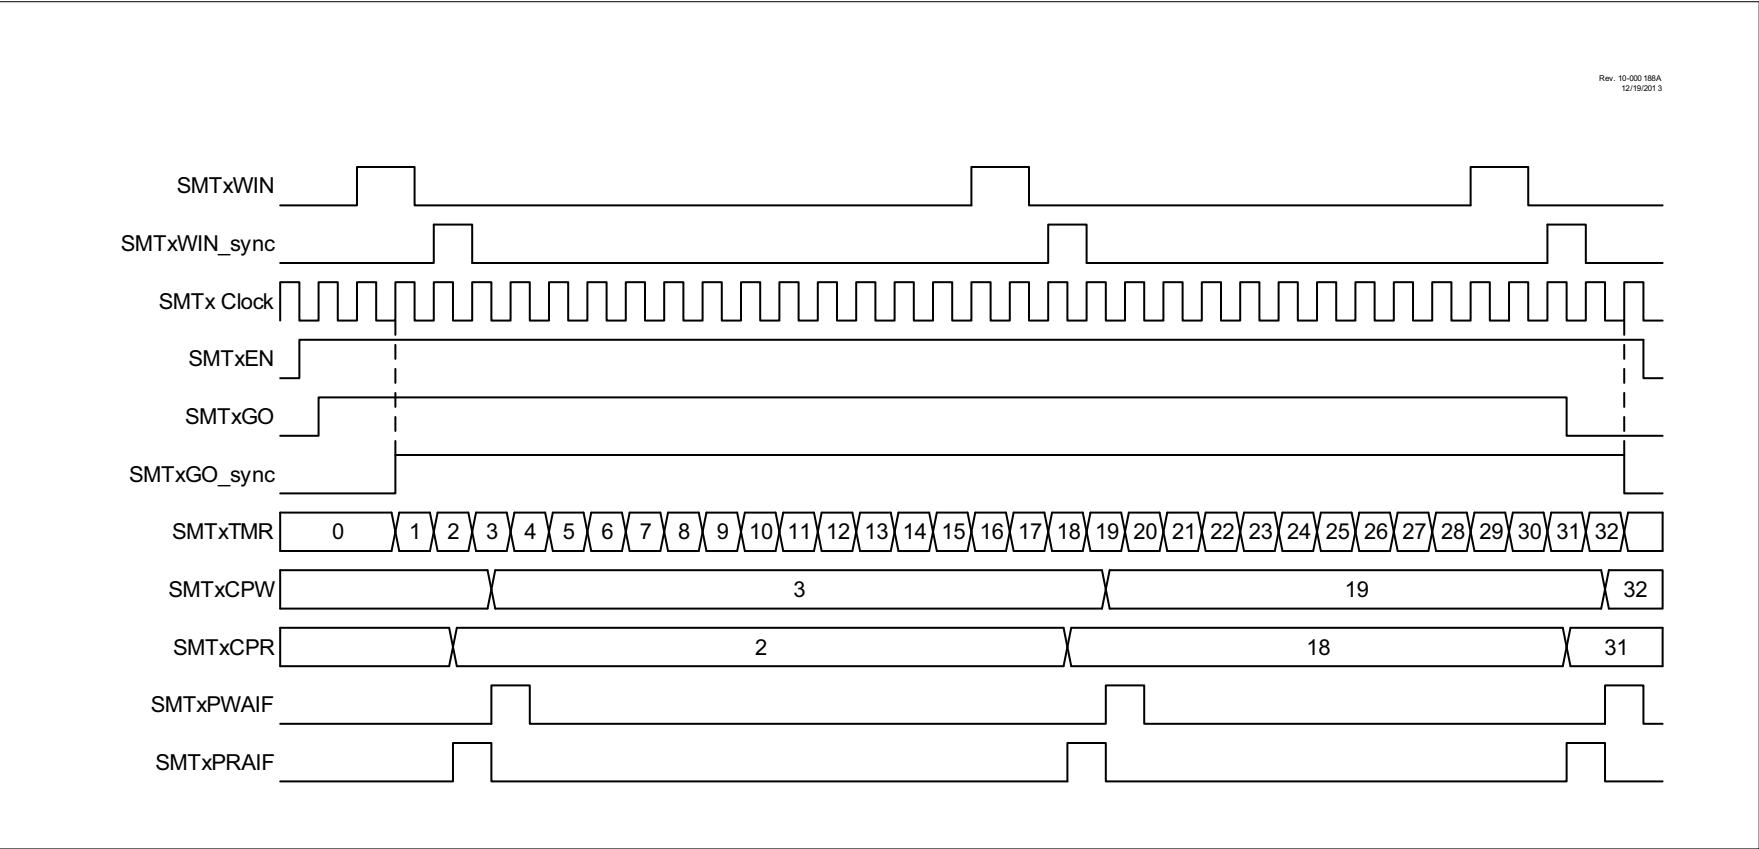 Rev. 10-000 188A
12/19/201 3
SMTxWIN
SMTxWIN_sync
SMTx Clock
SMTxEN
SMTxGO
SMTxGO_sync
SMTxTMR 0 1 2 3 4 5 6 7 8 9 10 11 12 13 14 15 16 17 18 19 20 21 22 23 24 25 26 27 28 29 30 31 32
SMTxCPW 3 19 32
SMTxCPR 2 18 31
SMTxPWAIF
SMTxPRAIF